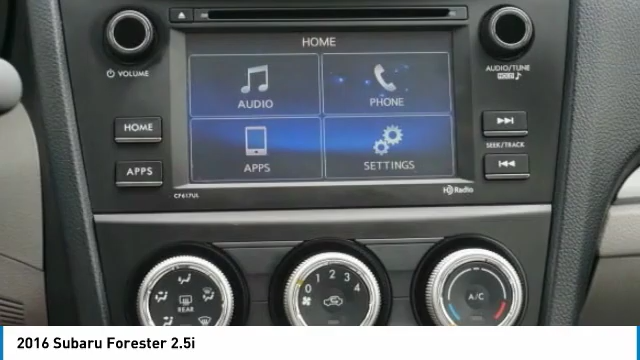 HOME
VOLUME
AUDIO/TUNE
HOLD
AUDIO
PHONE
HOME
APPS
APPS
SETTINGS
SEEK/TRACK
CF617UL
HD Radio
0 1 2 3 4
REAR
A/C
2016 Subaru Forester 2.5i